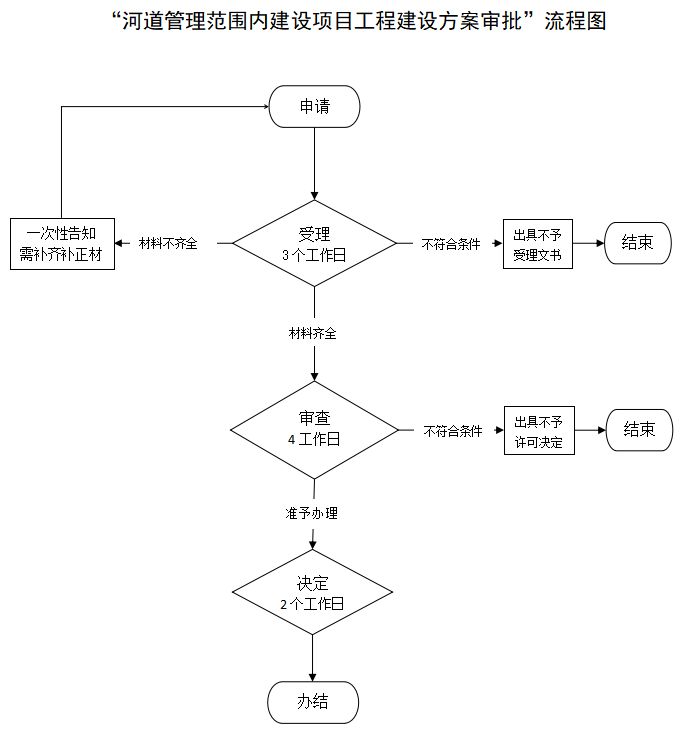 “河道管理范围内建设项目工程建设方案审批”流程图
申请
一次性告知
需补齐补正材
材料不齐全
受理
3个工作日
不符合条件
出具不予
受理文书
结束
材料齐全
审查
4工作日
不符合条件
出具不予
许可决定
结束
准予办理
决定
2个工作日
办结